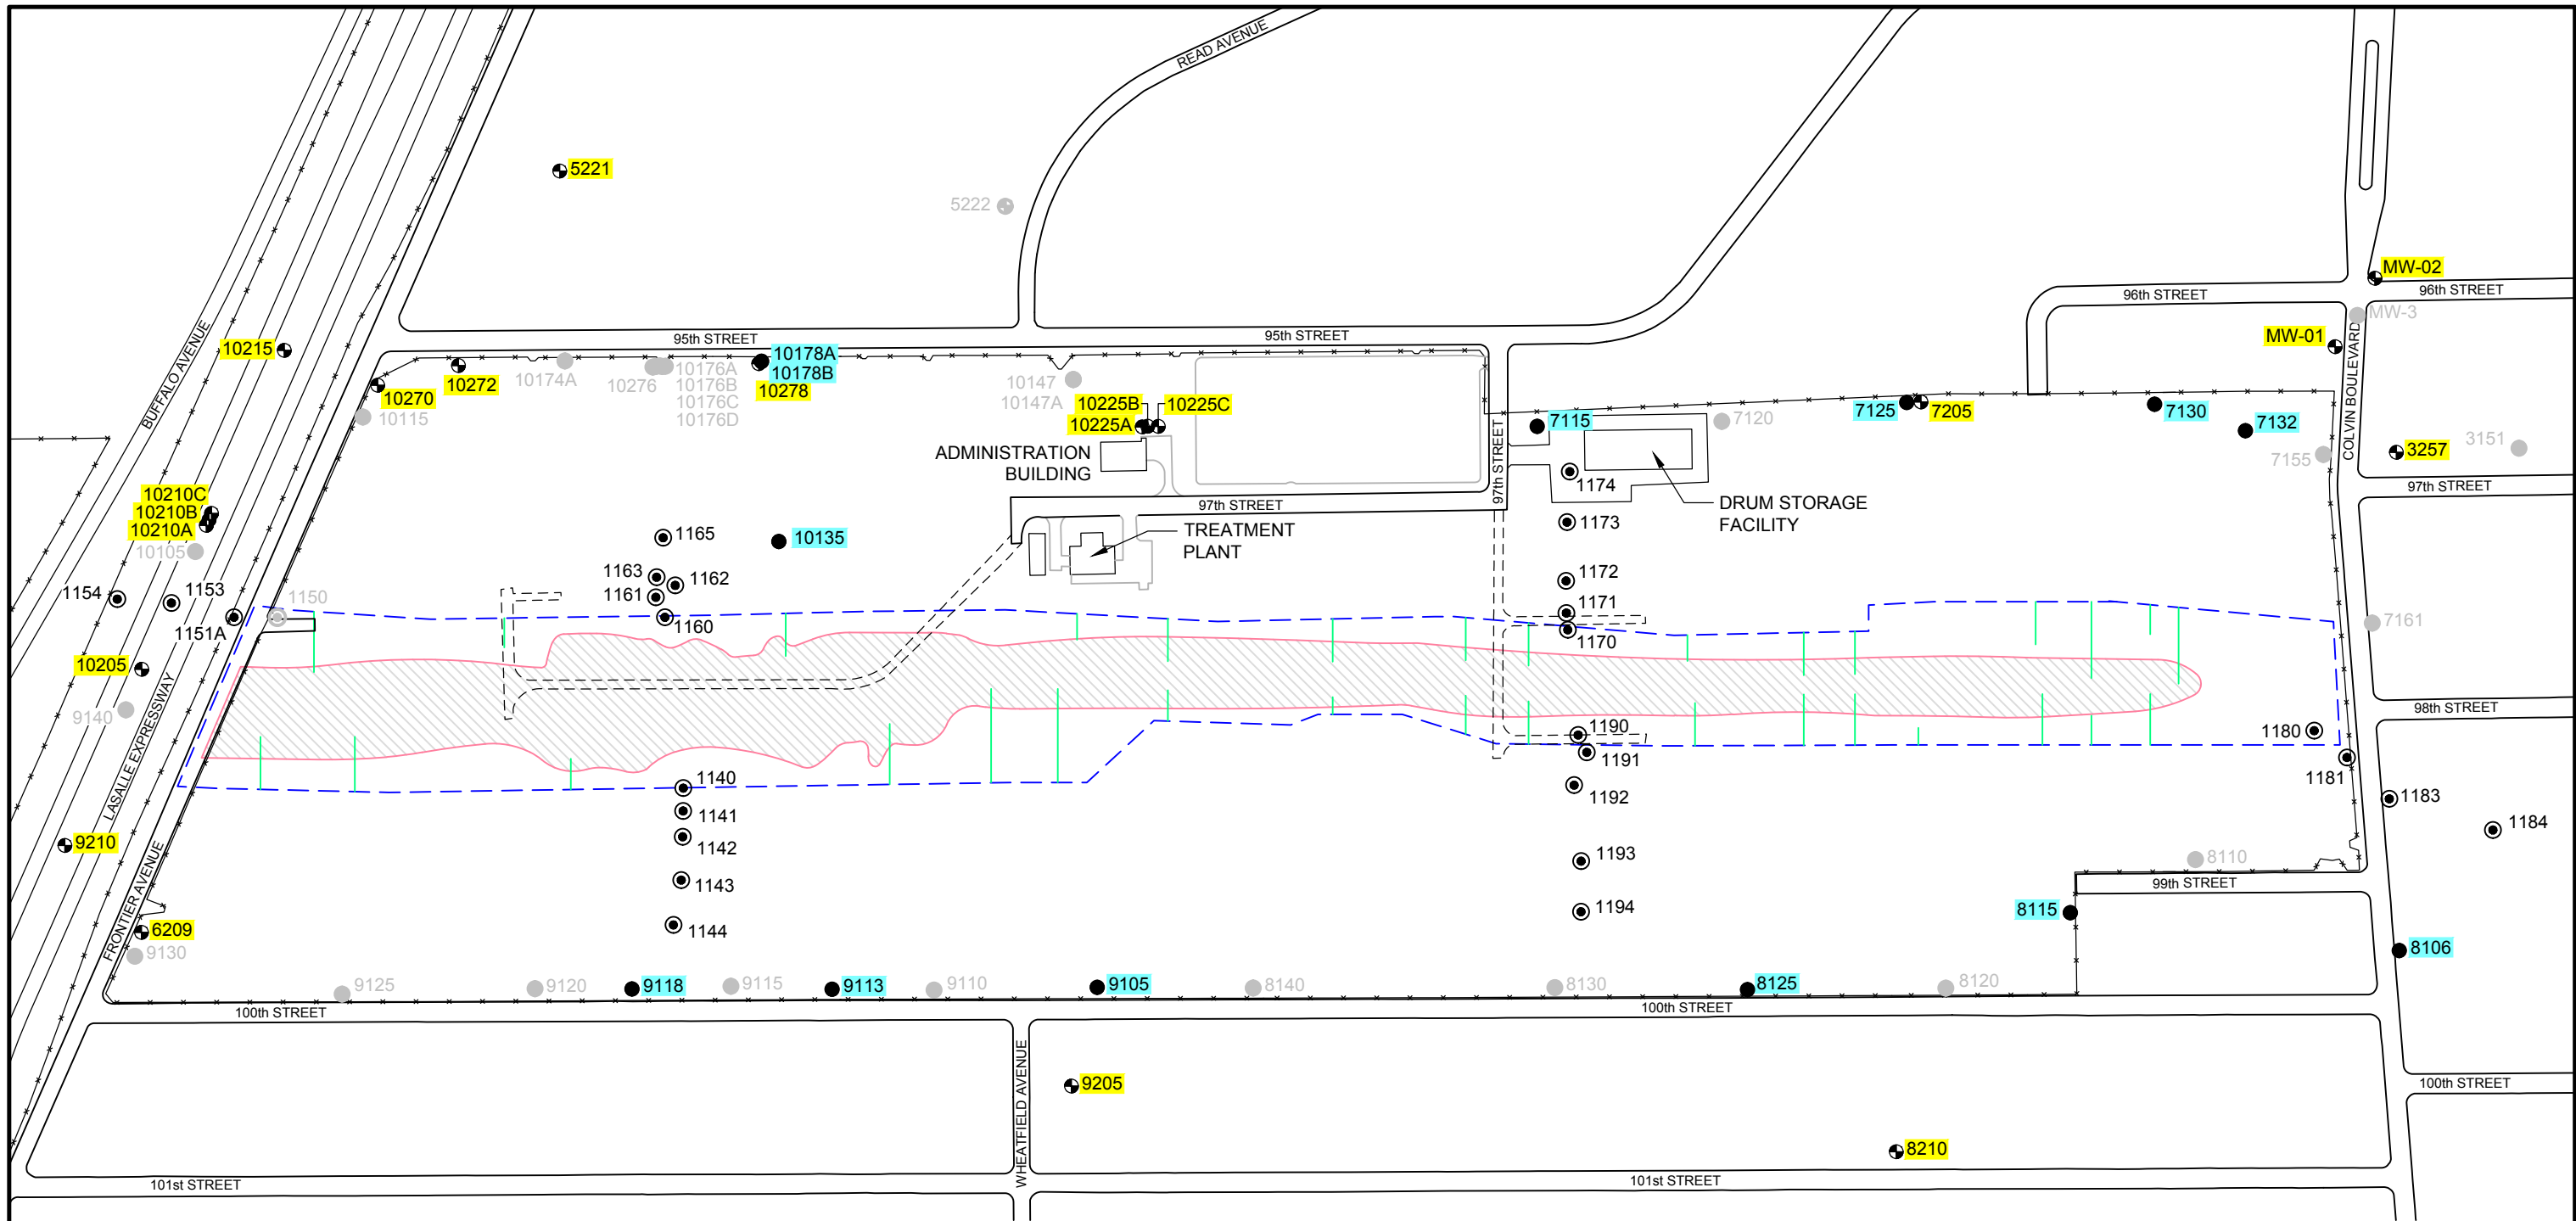 READ AVENUE
5221
5222
MW-02
96th STREET
96th STREET
MW-3
MW-01
BUFFALO AVENUE
10215
95th STREET
95th STREET
COLVIN BOULEVARD
10272
10174A
10276
10176A
10176B
10176C
10176D
10178A
10178B
10278
10147
10147A
10270
10115
10225B
10225C
10225A
7115
7120
7125
7205
7130
7132
7155
3257
3151
ADMINISTRATION
BUILDING
97th STREET
1174
97th STREET
97th STREET
DRUM STORAGE
FACILITY
10210C
10210B
10210A
10105
1165
10135
TREATMENT
PLANT
1173
1163
1162
1161
1160
1172
1171
1170
1154
1153
1150
1151A
7161
10205
9140
LASALLE EXPRESSWAY
98th STREET
1190
1191
1192
1180
1181
1183
1184
1140
1141
1142
1143
1144
1193
1194
9210
FRONTIER AVENUE
8110
99th STREET
8115
8106
6209
9130
9125
9120
9118
9115
9113
9110
9105
8140
8130
8125
8120
100th STREET
100th STREET
100th STREET
WHEATFIELD AVENUE
9205
8210
101st STREET
101st STREET